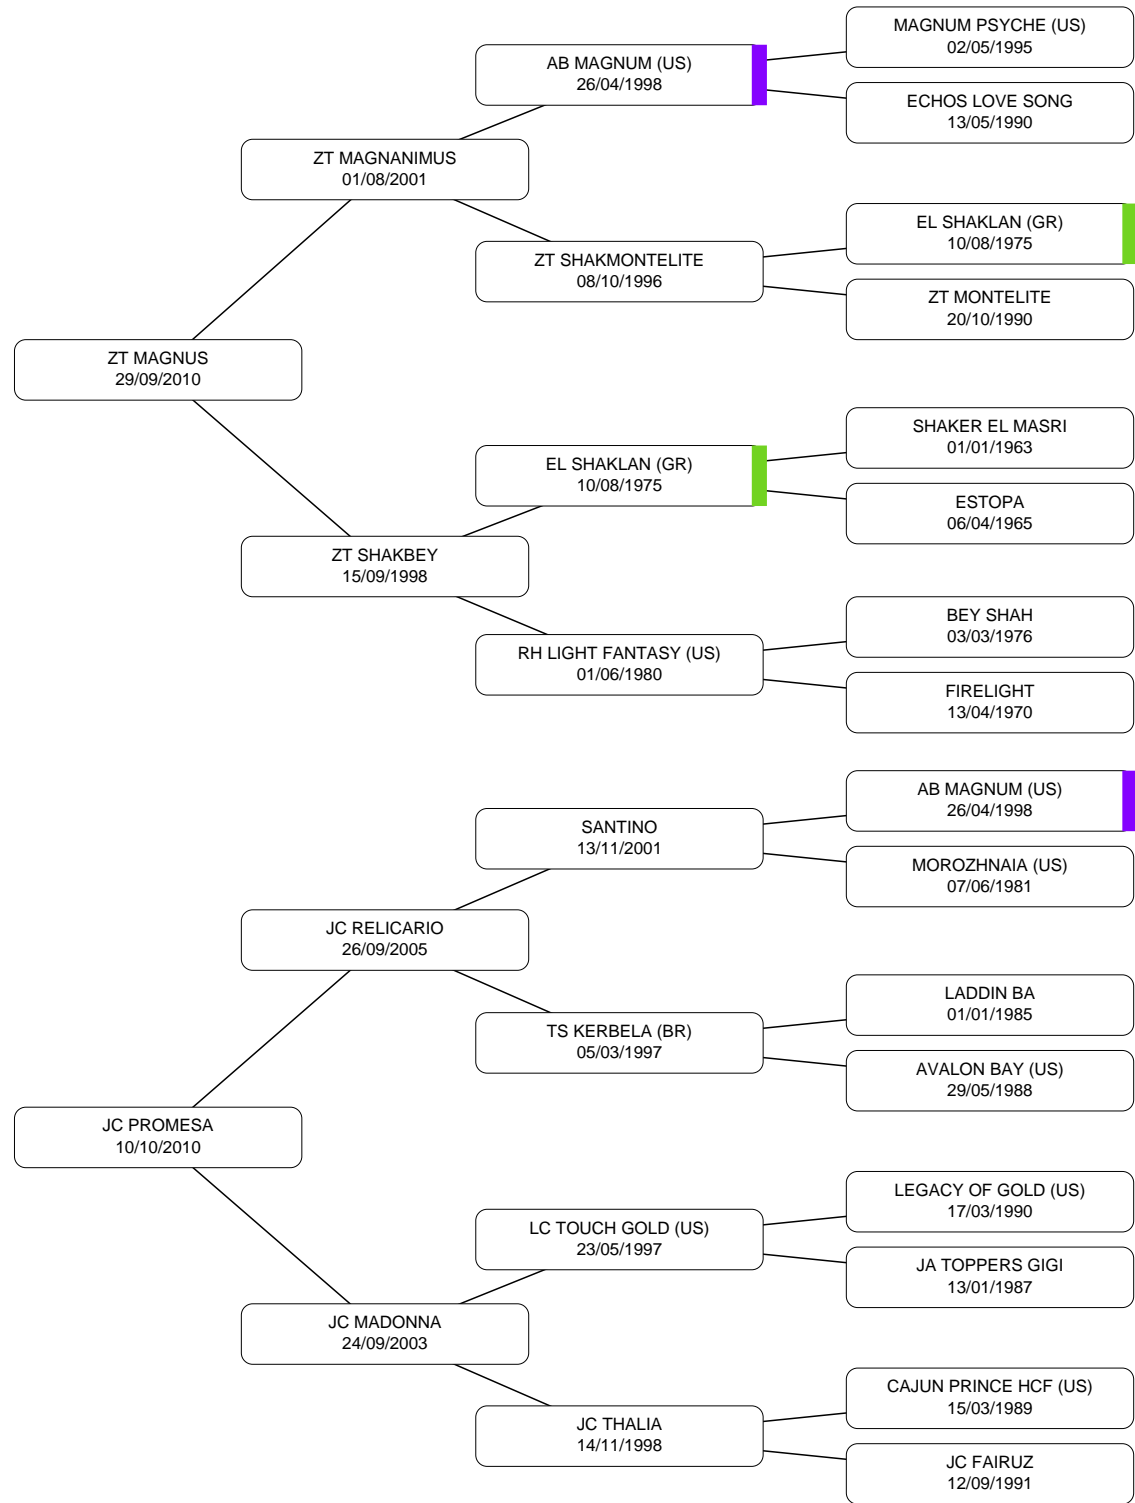 MAGNUM PSYCHE (US)
02/05/1995
AB MAGNUM (US)
26/04/1998
ECHOS LOVE SONG
13/05/1990
ZT MAGNANIMUS
01/08/2001
EL SHAKLAN (GR)
10/08/1975
ZT SHAKMONTELITE
08/10/1996
ZT MONTELITE
20/10/1990
ZT MAGNUS
29/09/2010
SHAKER EL MASRI
01/01/1963
EL SHAKLAN (GR)
10/08/1975
ESTOPA
06/04/1965
ZT SHAKBEY
15/09/1998
BEY SHAH
03/03/1976
RH LIGHT FANTASY (US)
01/06/1980
FIRELIGHT
13/04/1970
AB MAGNUM (US)
26/04/1998
SANTINO
13/11/2001
MOROZHNAIA (US)
07/06/1981
JC RELICARIO
26/09/2005
LADDIN BA
01/01/1985
TS KERBELA (BR)
05/03/1997
AVALON BAY (US)
29/05/1988
JC PROMESA
10/10/2010
LEGACY OF GOLD (US)
17/03/1990
LC TOUCH GOLD (US)
23/05/1997
JA TOPPERS GIGI
13/01/1987
JC MADONNA
24/09/2003
CAJUN PRINCE HCF (US)
15/03/1989
JC THALIA
14/11/1998
JC FAIRUZ
12/09/1991